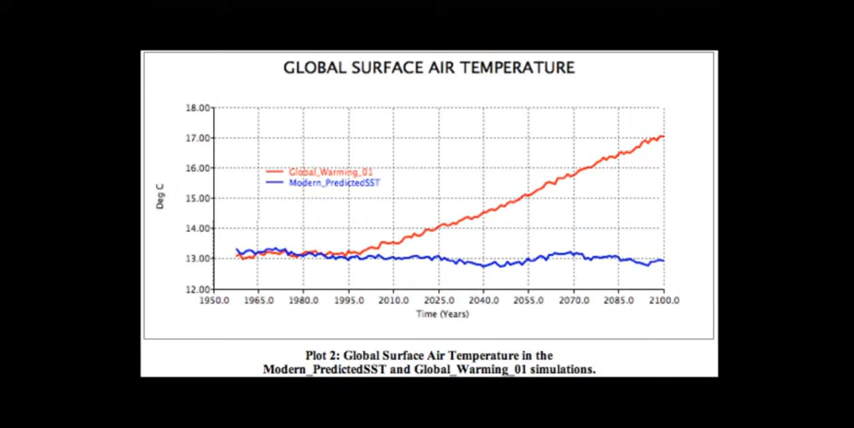 GLOBAL SURFACE AIR TEMPERATURE
18.00
17.00
16.00
15.00
14.00
13.00
12.00
Deg C
Global_Warming_01
Modern_PredictedSST
1950.0 1965.0 1980.0 1995.0 2010.0 2025.0 2040.0 2055.0 2070.0 2085.0 2100.0
Time (Years)
Plot 2: Global Surface Air Temperature in the
Modern_PredictedSST and Global_Warming_01 simulations.